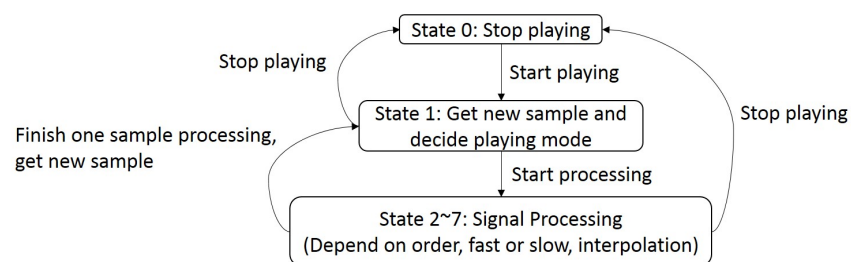 State 0: Stop playing
Stop playing
Start playing
State 1: Get new sample and
decide playing mode
Stop playing
Finish one sample processing,
get new sample
Start processing
State 2~7: Signal Processing
(Depend on order, fast or slow, interpolation)